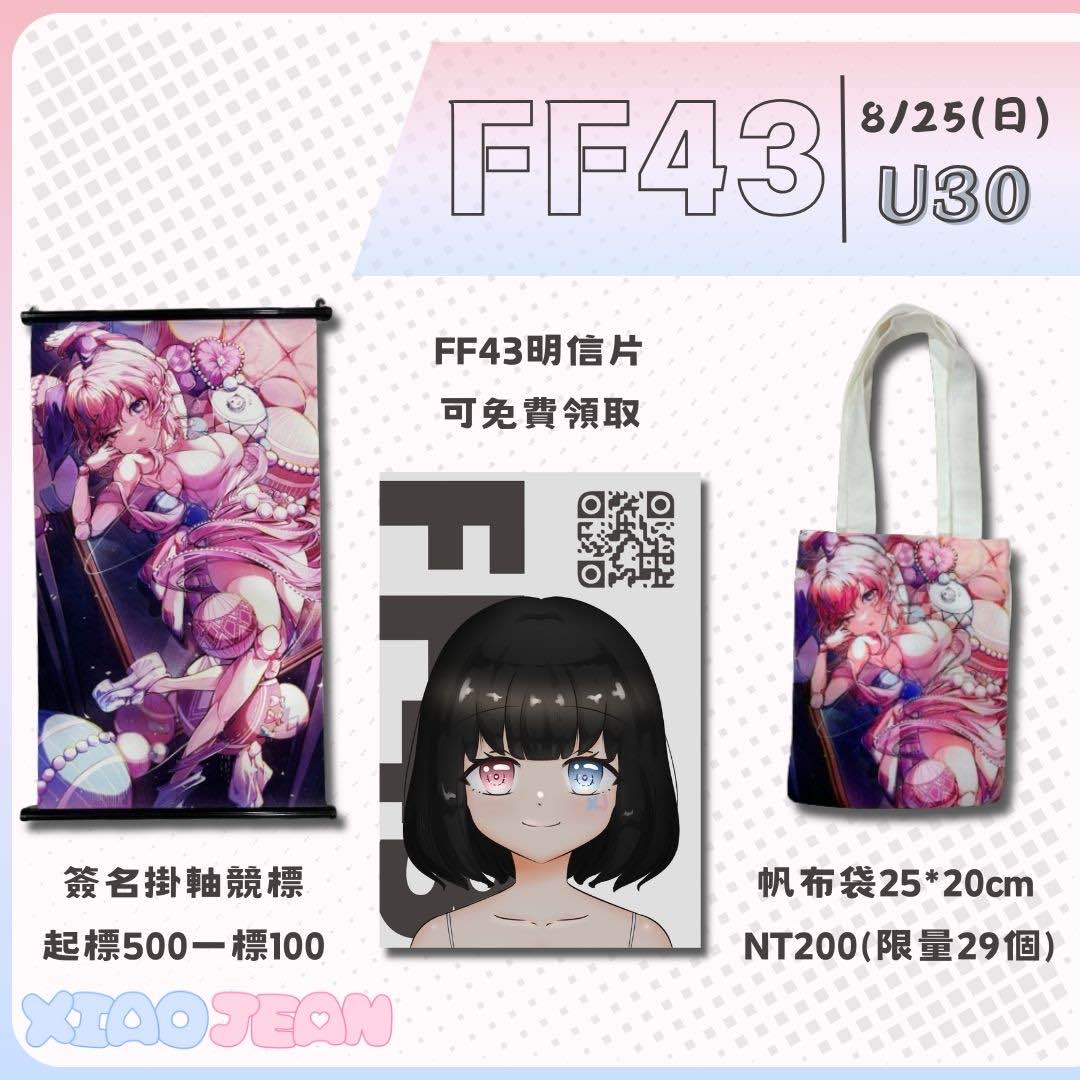 FF43
8/25(日)
U30
FF43明信片
可免費領取
FF43
簽名掛軸競標
起標500一標100
帆布袋25*20cm
NT200(限量29個)
XIAOJEAN